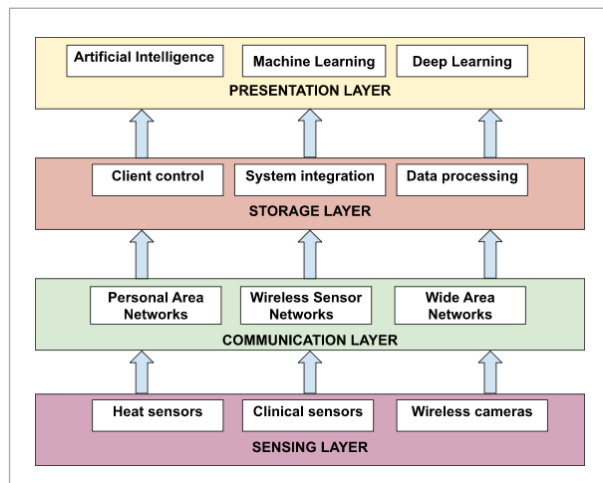 Artificial Intelligence
Machine Learning
Deep Learning
PRESENTATION LAYER
Client control
System integration
Data processing
STORAGE LAYER
Personal Area
Networks
Wireless Sensor
Networks
Wide Area
Networks
COMMUNICATION LAYER
Heat sensors
Clinical sensors
Wireless cameras
SENSING LAYER